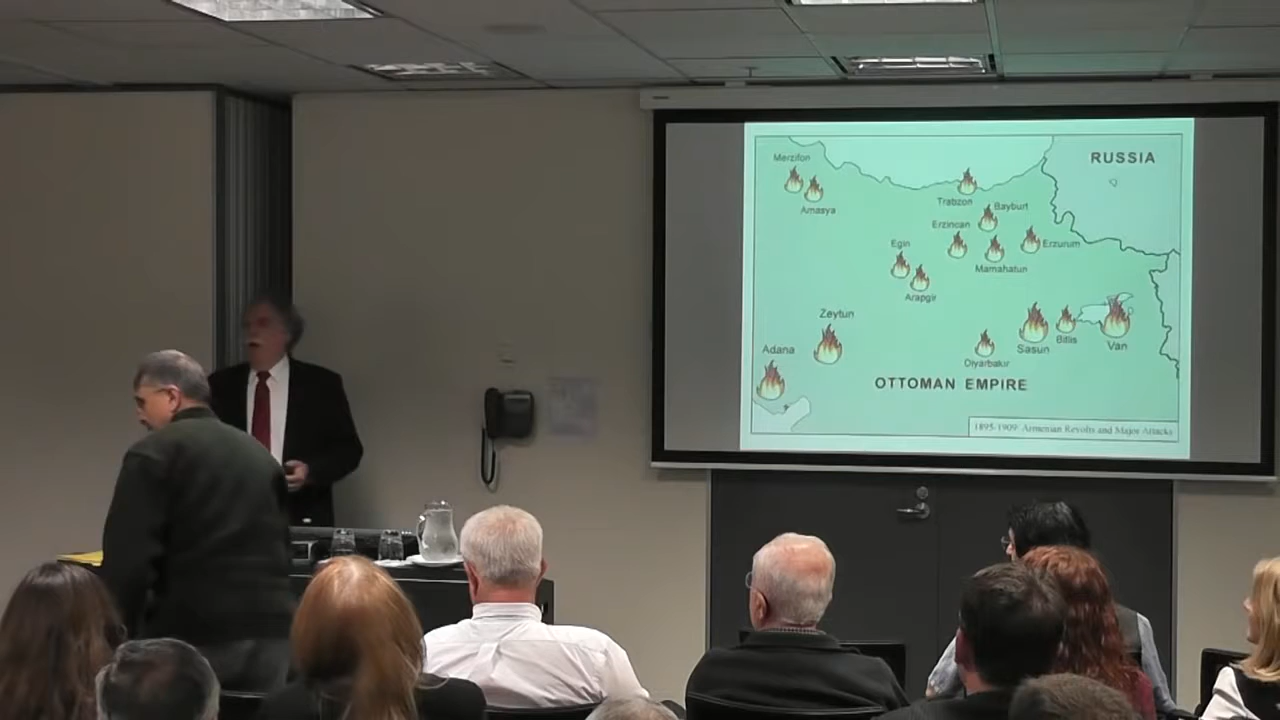 Merzifon
RUSSIA
Amasya
Trabzon
Bayburt
Erzincan
Erzurum
Egin
Mamahatun
Arapgir
Zeytun
Adana
Diyarbakır
Sasun
Bitlis
Van
OTTOMAN EMPIRE
1895-1909: Armenian Revolts and Major Attacks